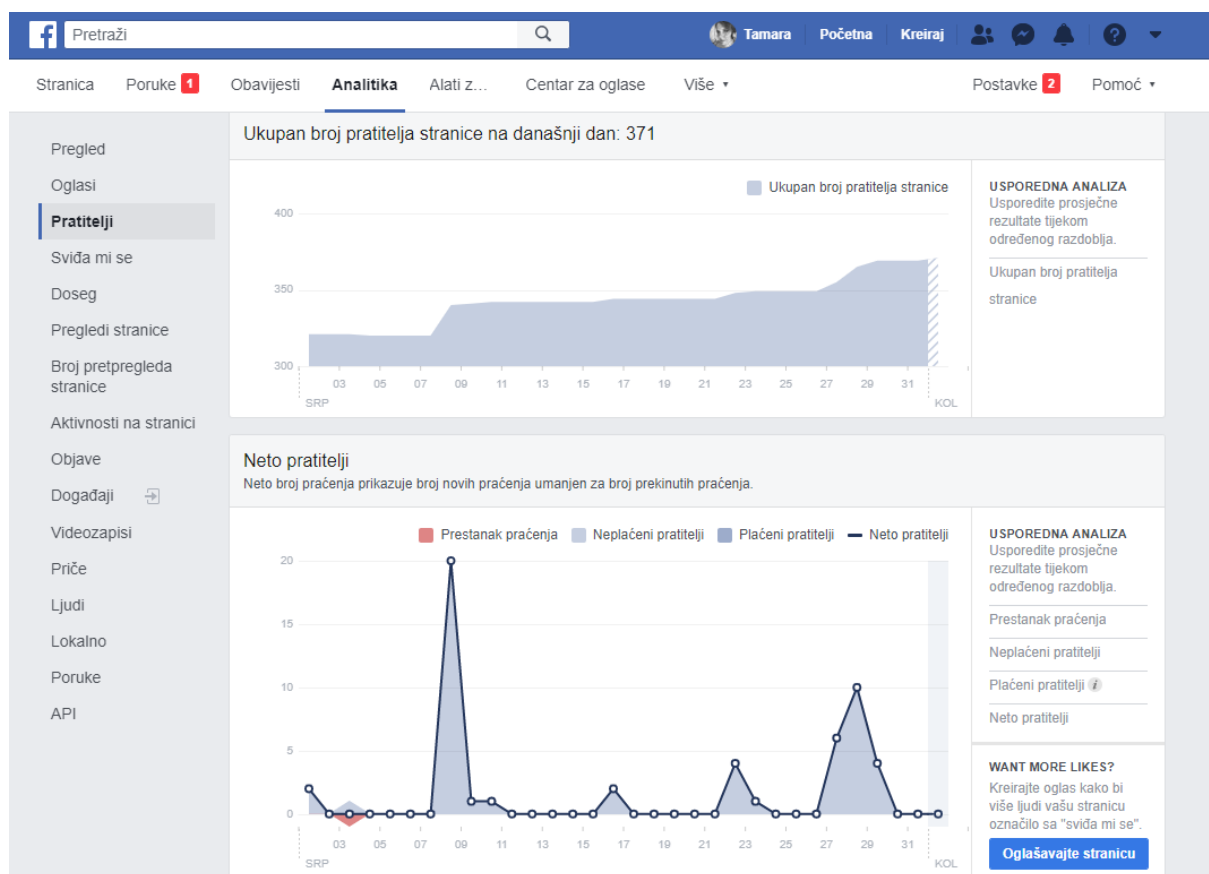 f
Pretraži
Tamara
Početna
Kreiraj
?
Stranica
Poruke 1
Obavijesti
Analitika
Alati z...
Centar za oglase
Više
Postavke 2
Pomoć
Pregled
Oglasi
Pratitelji
Sviđa mi se
Doseg
Pregledi stranice
Broj pretpregleda
stranice
Aktivnosti na stranici
Objave
Događaji
Videozapisi
Priče
Ljudi
Lokalno
Poruke
API
Ukupan broj pratitelja stranice na današnji dan: 371
Ukupan broj pratitelja stranice
400
350
300
03 05 07 09 11 13 15 17 19 21 23 25 27 29 31
SRP KOL
USPOREDNA ANALIZA
Usporedite prosječne
rezultate tijekom
određenog razdoblja.
Ukupan broj pratitelja
stranice
Neto pratitelji
Neto broj praćenja prikazuje broj novih praćenja umanjen za broj prekinutih praćenja.
Prestanak praćenja Neplaćeni pratitelji Plaćeni pratitelji Neto pratitelji
20
15
10
5
0
03 05 07 09 11 13 15 17 19 21 23 25 27 29 31
SRP KOL
USPOREDNA ANALIZA
Usporedite prosječne
rezultate tijekom
određenog razdoblja.
Prestanak praćenja
Neplaćeni pratitelji
Plaćeni pratitelji i
Neto pratitelji
WANT MORE LIKES?
Kreirajte oglas kako bi
više ljudi vašu stranicu
označilo sa "sviđa mi se".
Oglašavajte stranicu